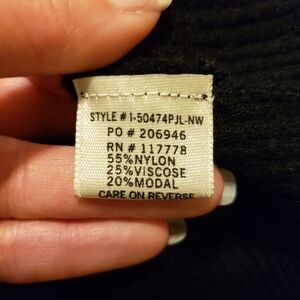 STYLE # I-50474PJL-NW
PO # 206946
RN # 117778
55%NYLON
25%VISCOSE
20%MODAL
CARE ON REVERSE